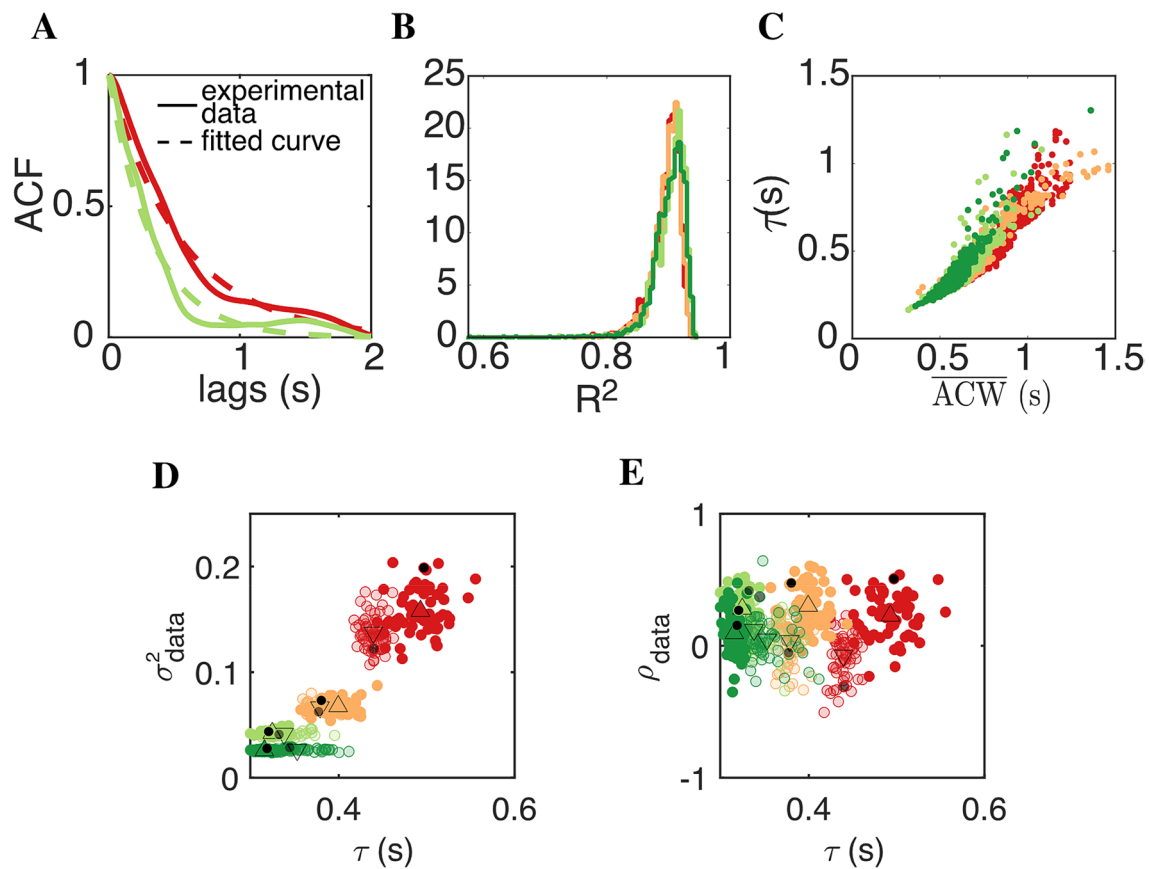 A
1
0.5
0
ACF
experimental
data
fitted curve
0
1
2
lags (s)
B
25
20
15
10
5
0
0.6
0.8
1
R²
C
1.5
1
0.5
0
τ(s)
0
0.5
1
1.5
ACW (s)
D
0.2
0.1
0
σ²data
0.4
0.6
τ (s)
E
1
0
-1
ρ data
0.4
0.6
τ (s)